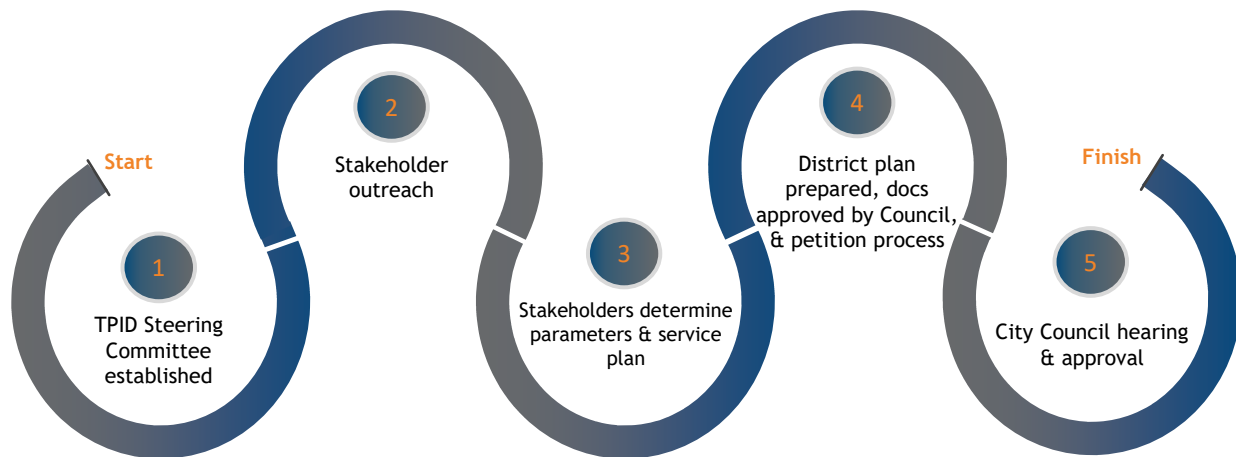 Start
1
TPID Steering
Committee
established
2
Stakeholder
outreach
3
Stakeholders determine
parameters & service
plan
4
District plan
prepared, docs
approved by Council,
& petition process
Finish
5
City Council hearing
& approval